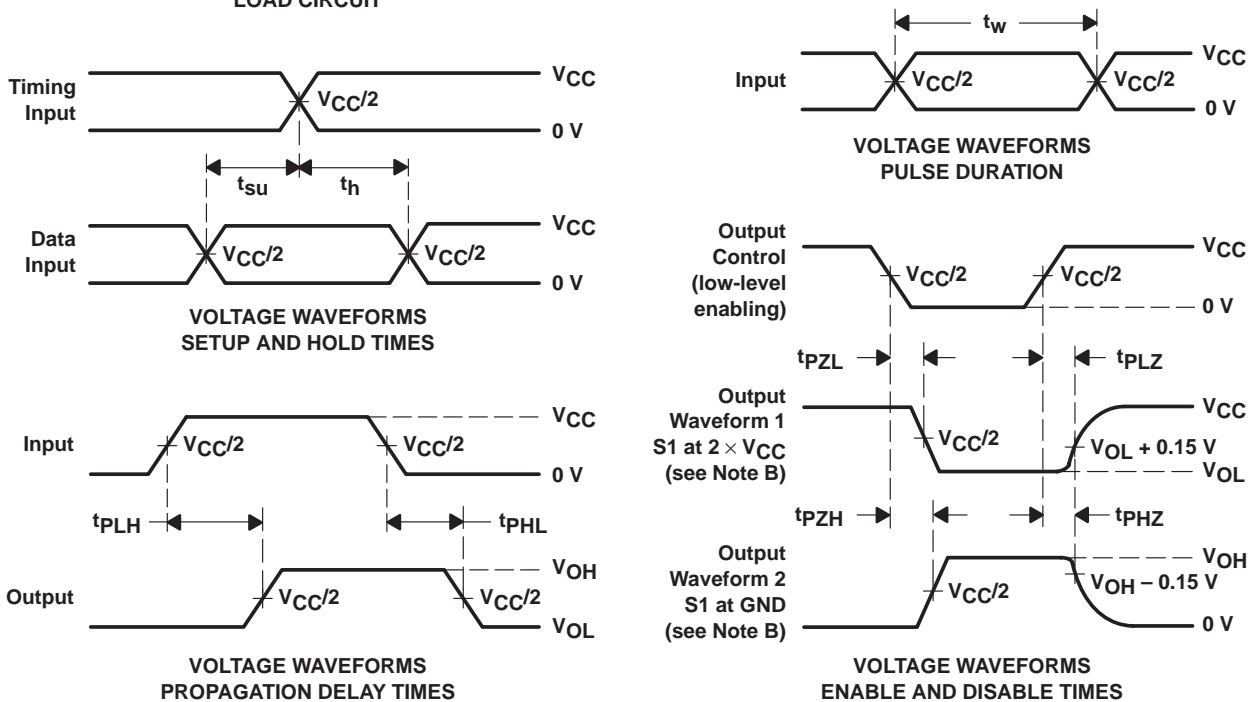 LOAD CIRCUIT
Timing
Input
VCC
VCC/2
0 V
tsu
th
Data
Input
VCC
VCC/2
VCC/2
0 V
VOLTAGE WAVEFORMS
SETUP AND HOLD TIMES
Input
VCC
VCC/2
VCC/2
0 V
tPLH
tPHL
Output
VOH
VCC/2
VCC/2
VOL
VOLTAGE WAVEFORMS
PROPAGATION DELAY TIMES
tw
Input
VCC
VCC/2
VCC/2
0 V
VOLTAGE WAVEFORMS
PULSE DURATION
Output
Control
(low-level
enabling)
VCC
VCC/2
VCC/2
0 V
tPZL
tPLZ
Output
Waveform 1
S1 at 2 × VCC
(see Note B)
VCC
VCC/2
VOL + 0.15 V
VOL
tPZH
tPHZ
Output
Waveform 2
S1 at GND
(see Note B)
VOH
VCC/2
VOH − 0.15 V
0 V
VOLTAGE WAVEFORMS
ENABLE AND DISABLE TIMES